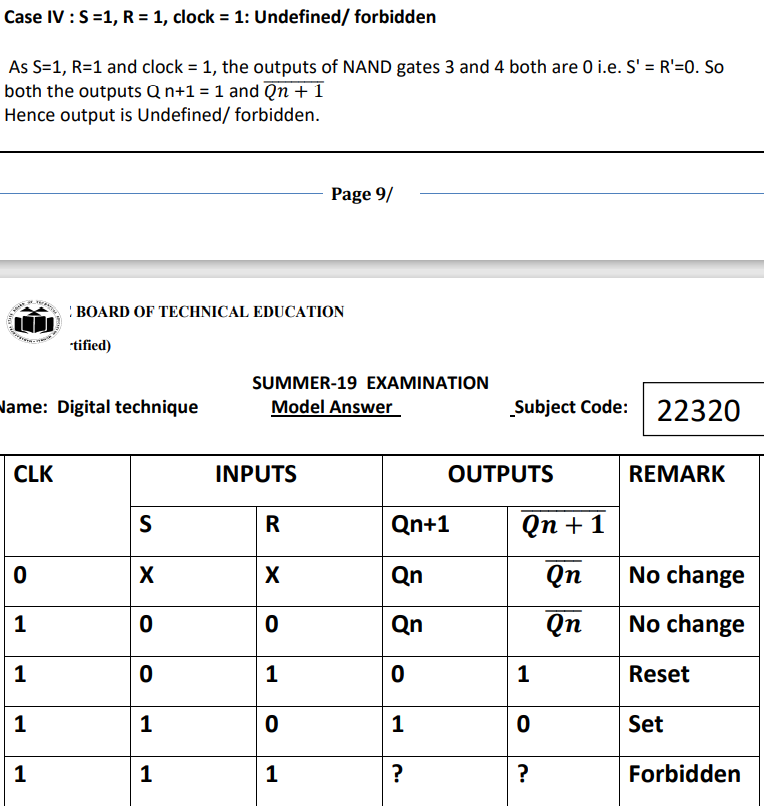 Case IV : S =1, R = 1, clock = 1: Undefined/ forbidden
As S=1, R=1 and clock = 1, the outputs of NAND gates 3 and 4 both are 0 i.e. S' = R'=0. So
both the outputs Q n+1 = 1 and \overline{Qn + 1}
Hence output is Undefined/ forbidden.
Page 9/
BOARD OF TECHNICAL EDUCATION
tified)
SUMMER-19 EXAMINATION
Name: Digital technique Model Answer Subject Code: 22320
CLK INPUTS OUTPUTS REMARK
S R Qn+1 \overline{Qn + 1}
0 X X Qn \overline{Qn} No change
1 0 0 Qn \overline{Qn} No change
1 0 1 0 1 Reset
1 1 0 1 0 Set
1 1 1 ? ? Forbidden